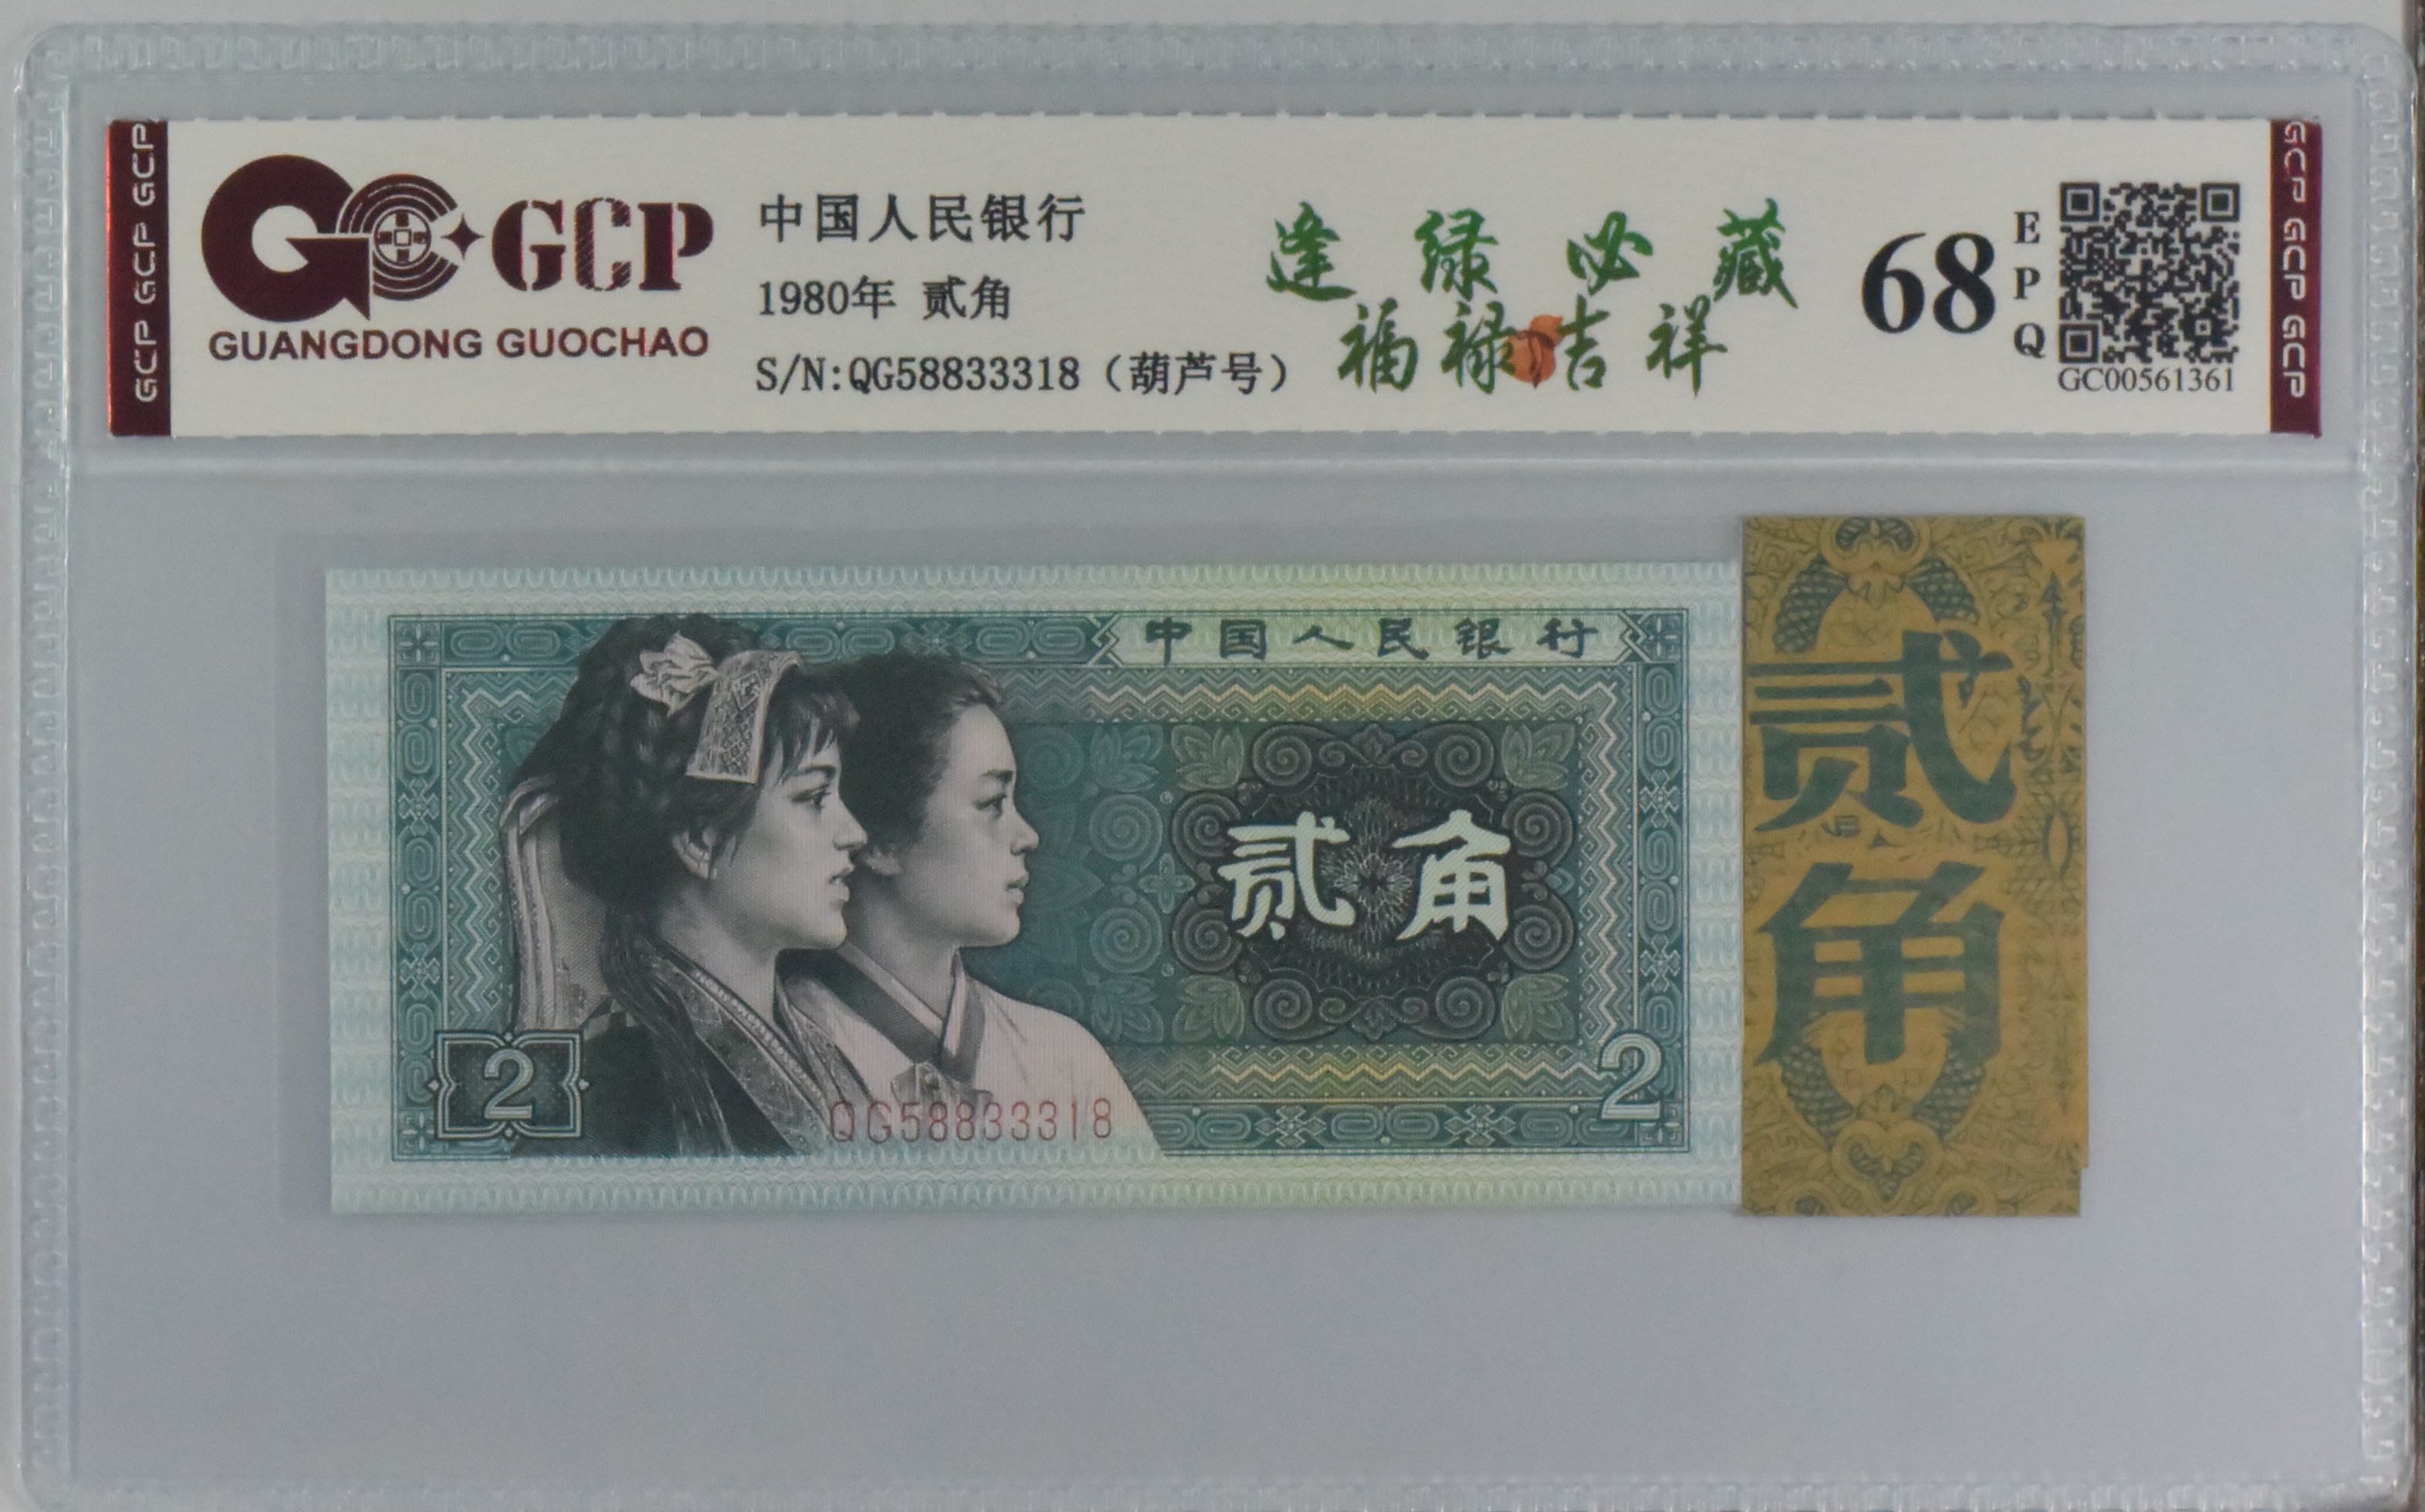 GCP GCP GCP
GCP
GUANGDONG GUOCHAO
中国人民银行
1980年 贰角
S/N:QG58833318（葫芦号）
逢绿必藏
福禄吉祥
68
EPQ
GC00561361
GCP GCP GCP
中国人民银行
贰角
2
2
QG58833318
贰角